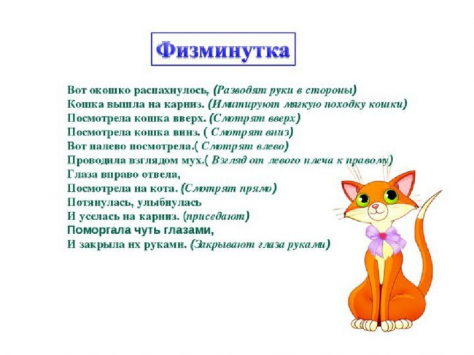 Физминутка
Вот окошко распахнулось, (Разводят руки в стороны)
Кошка вышла на карниз. (Имитируют мягкую походку кошки)
Посмотрела кошка вверх. (Смотрят вверх)
Посмотрела кошка вниз. ( Смотрят вниз)
Вот налево посмотрела.( Смотрят влево)
Проводила взглядом мух.( Взгляд от левого плеча к правому)
Глаза вправо отвела,
Посмотрела на кота. (Смотрят прямо)
Потянулась, улыбнулась
И уселась на карниз. (приседают)
Поморгала чуть глазами,
И закрыла их руками. (Закрывают глаза руками)